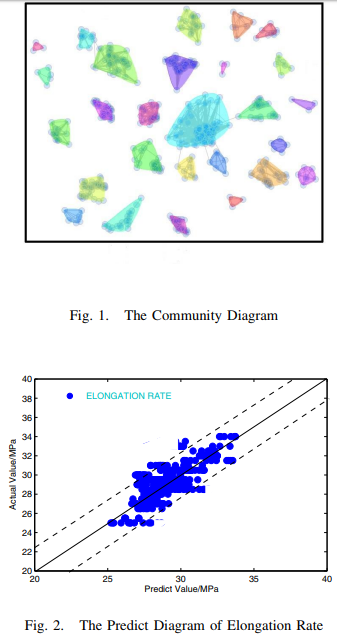 Fig. 1. The Community Diagram
40
38
36
34
32
30
28
26
24
22
20
Actual Value/MPa
ELONGATION RATE
20 25 30 35 40
Predict Value/MPa
Fig. 2. The Predict Diagram of Elongation Rate